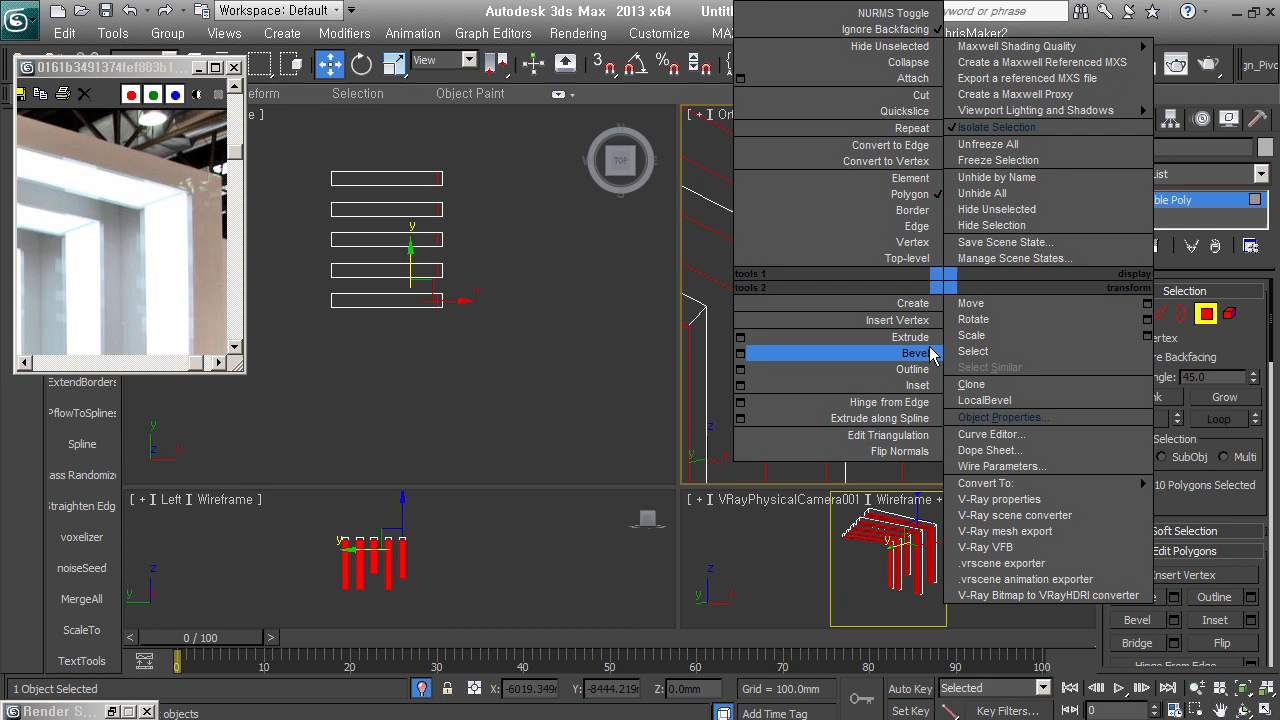 Workspace: Default
Autodesk 3ds Max 2013 x64
Edit
Tools
Group
Views
Create
Modifiers
Animation
Graph Editors
Rendering
Customize
View
Selection
Object Paint
NURMS Toggle
Ignore Backfacing
Hide Unselected
Collapse
Attach
Cut
Quickslice
Repeat
Convert to Edge
Convert to Vertex
Element
Polygon
Border
Edge
Vertex
Top-level
tools 1
tools 2
Create
Insert Vertex
Extrude
Bevel
Outline
Inset
Hinge from Edge
Extrude along Spline
Edit Triangulation
Flip Normals
Maxwell Shading Quality
Create a Maxwell Referenced MXS
Export a referenced MXS file
Create a Maxwell Proxy
Viewport Lighting and Shadows
Isolate Selection
Unfreeze All
Freeze Selection
Unhide by Name
Unhide All
Hide Unselected
Hide Selection
Save Scene State...
Manage Scene States...
display
transform
Move
Rotate
Scale
Select
Select Similar
Clone
LocalBevel
Object Properties...
Curve Editor...
Dope Sheet...
Wire Parameters...
Convert To:
V-Ray properties
V-Ray scene converter
V-Ray mesh export
V-Ray VFB
.vrscene exporter
.vrscene animation exporter
V-Ray Bitmap to VRayHDRI converter
TOP
ExtendBorders
Spline
voxelizer
noiseSeed
MergeAll
ScaleTo
TextTools
[ + ] [ Left ] [ Wireframe ]
[ + ] [ VRayPhysicalCamera001 ] [ Wireframe +
Selection
45.0
Grow
Loop
SubObj
Multi
10 Polygons Selected
Soft Selection
Edit Polygons
Insert Vertex
Outline
Bevel
Inset
Bridge
Flip
Hinge From Edge
0 / 100
0 10 20 30 40 50 60 70 80 90 100
1 Object Selected
X: -6019.349m
Y: -8444.219m
Z: 0.0mm
Grid = 100.0mm
Auto Key
Selected
Add Time Tag
Set Key
Key Filters...
0
Render S...
objects